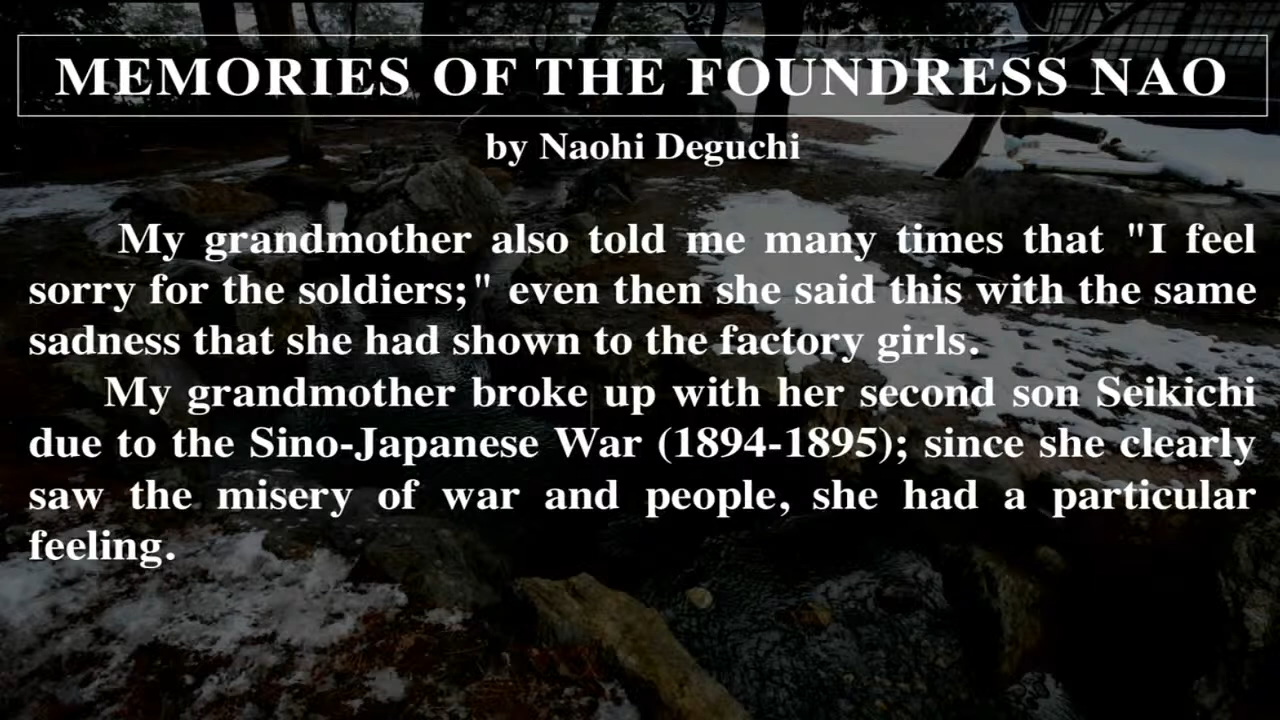 MEMORIES OF THE FOUNDRESS NAO
by Naohi Deguchi
My grandmother also told me many times that "I feel
sorry for the soldiers;" even then she said this with the same
sadness that she had shown to the factory girls.
My grandmother broke up with her second son Seikichi
due to the Sino-Japanese War (1894-1895); since she clearly
saw the misery of war and people, she had a particular
feeling.